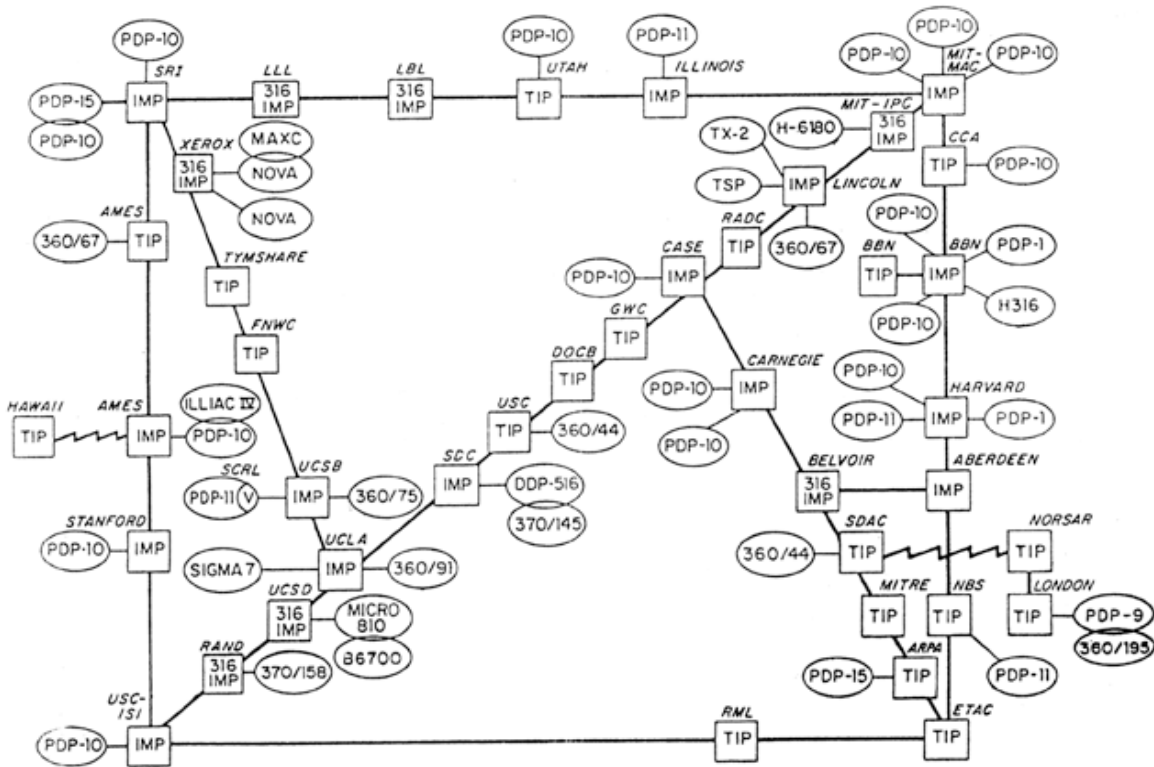 PDP-10
PDP-10
PDP-11
PDP-10
PDP-10
MIT-MAC
PDP-10
SRI
LLL
LBL
UTAH
ILLINOIS
PDP-15
IMP
316 IMP
316 IMP
TIP
IMP
IMP
PDP-10
MIT-IPC
XEROX
MAXC
TX-2
H-6180
316 IMP
CCA
316 IMP
NOVA
TSP
IMP
LINCOLN
TIP
PDP-10
NOVA
AMES
RADC
PDP-10
360/67
TIP
CASE
TIP
360/67
BBN
BBN
PDP-1
TYMSHARE
PDP-10
IMP
TIP
IMP
TIP
GWC
H316
FNWC
TIP
PDP-10
TIP
DOCB
CARNEGIE
TIP
PDP-10
HAWAII
AMES
ILLIAC IV
USC
PDP-10
IMP
HARVARD
TIP
IMP
PDP-10
TIP
360/44
PDP-11
IMP
PDP-1
SDC
PDP-10
SCRL
UCSB
BELVOIR
ABERDEEN
PDP-11 V
IMP
360/75
IMP
DDP-516
316 IMP
IMP
STANFORD
370/145
SDAC
NORSAR
PDP-10
IMP
UCLA
360/44
TIP
TIP
SIGMA 7
IMP
360/91
UCSD
MITRE
NBS
LONDON
316 IMP
MICRO 810
TIP
TIP
TIP
PDP-9
RAND
B6700
ARPA
360/195
316 IMP
370/158
PDP-15
TIP
PDP-11
USC-ISI
RML
ETAC
PDP-10
IMP
TIP
TIP